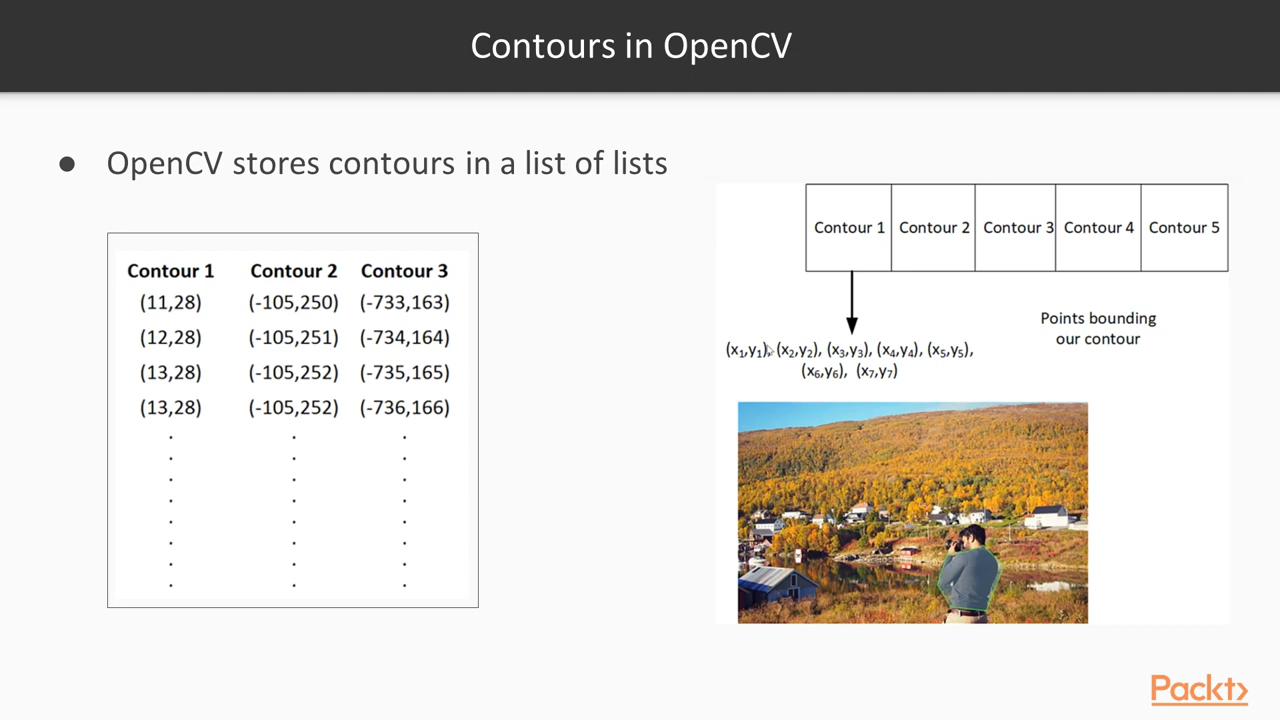 Contours in OpenCV
● OpenCV stores contours in a list of lists
Contour 1 Contour 2 Contour 3
(11,28) (-105,250) (-733,163)
(12,28) (-105,251) (-734,164)
(13,28) (-105,252) (-735,165)
(13,28) (-105,252) (-736,166)
. . .
. . .
. . .
. . .
. . .
. . .
. . .
. . .
Contour 1 Contour 2 Contour 3 Contour 4 Contour 5
Points bounding
our contour
(x₁,y₁), (x₂,y₂), (x₃,y₃), (x₄,y₄), (x₅,y₅),
(x₆,y₆), (x₇,y₇)
Packt>